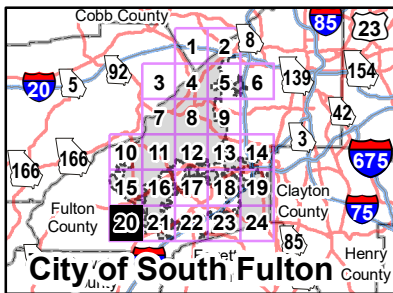 Cobb County
85
23
1 2 8
92
3 4 5 6
139
154
20
5
7 8 9
42
3
10 11 12 13 14
166
166
675
15 16 17 18 19
Clayton
County
Fulton
County
75
20 21 22 23 24
85
Henry
County
City of South Fulton
County